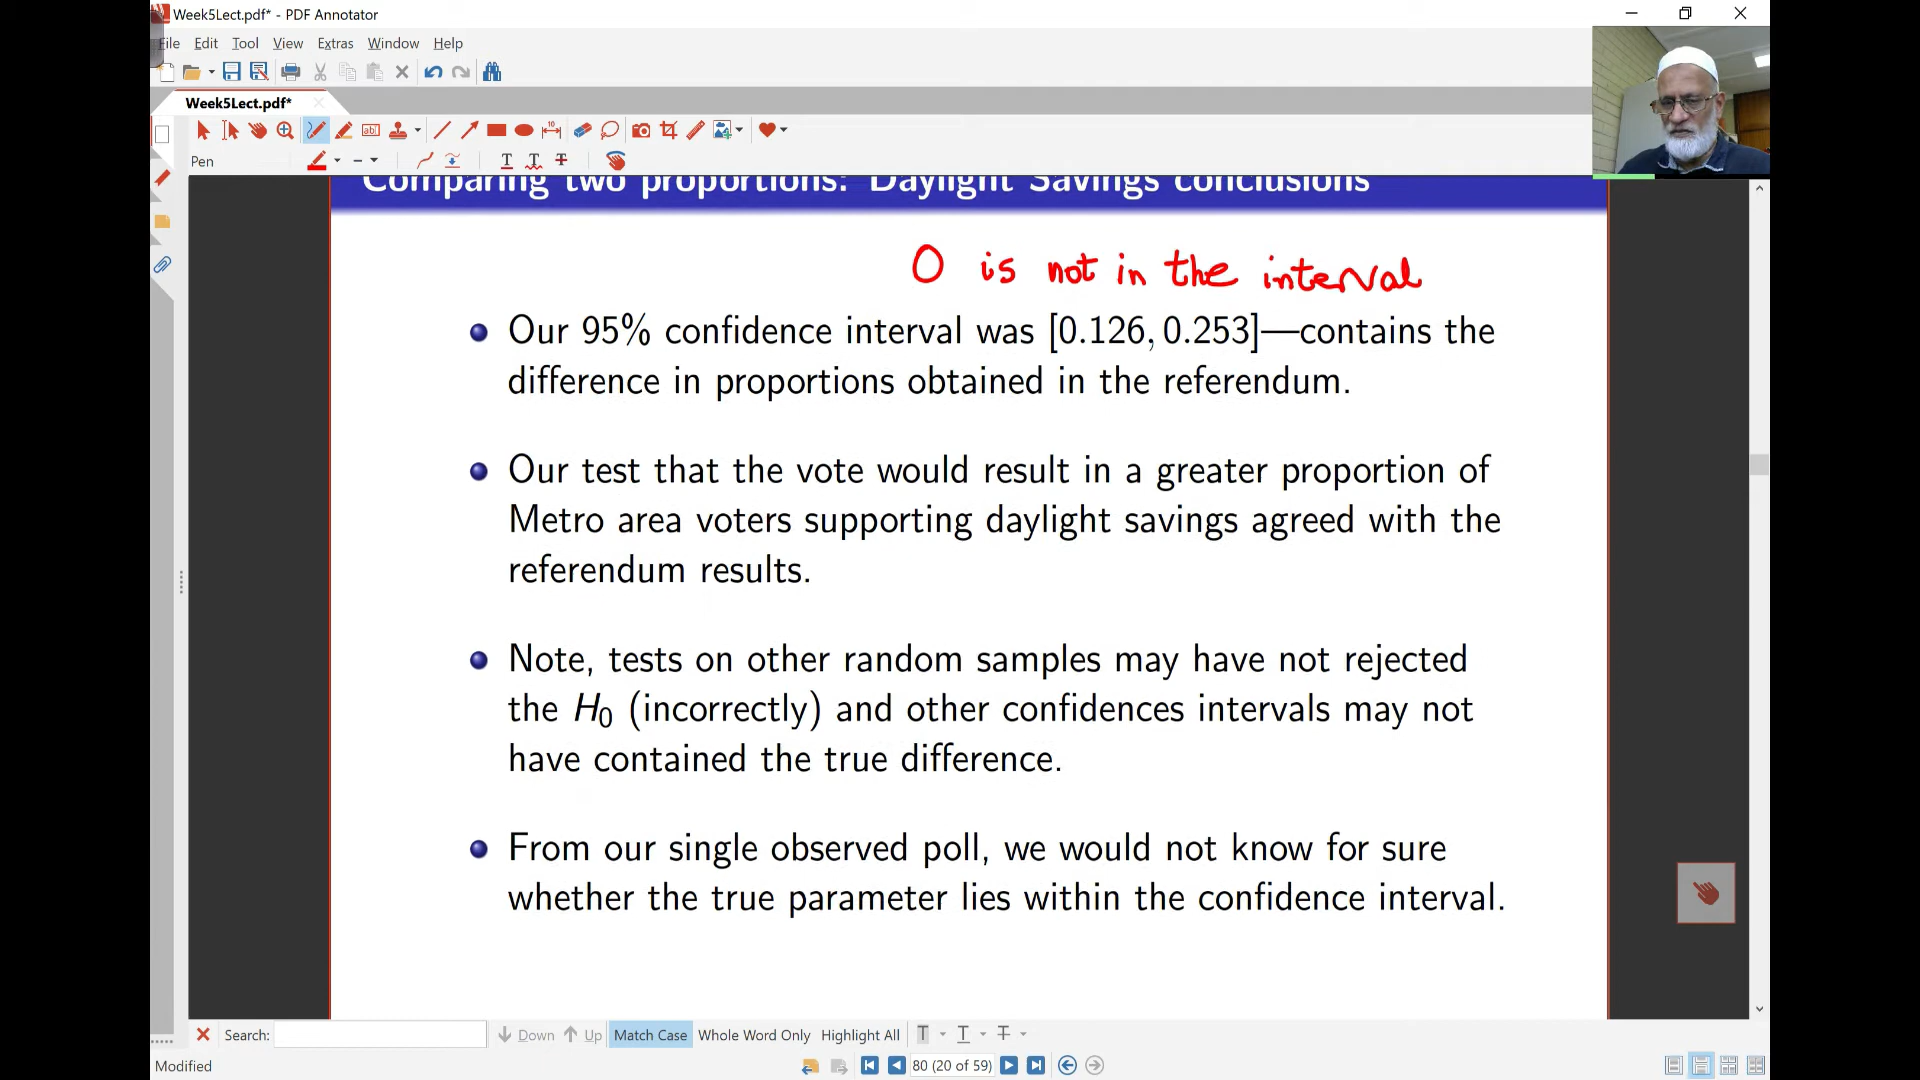 Week5Lect.pdf* - PDF Annotator
File Edit Tool View Extras Window Help
Week5Lect.pdf*
Pen
Comparing two proportions: Daylight Savings conclusions
0 is not in the interval
Our 95% confidence interval was [0.126, 0.253]—contains the
difference in proportions obtained in the referendum.
Our test that the vote would result in a greater proportion of
Metro area voters supporting daylight savings agreed with the
referendum results.
Note, tests on other random samples may have not rejected
the H₀ (incorrectly) and other confidences intervals may not
have contained the true difference.
From our single observed poll, we would not know for sure
whether the true parameter lies within the confidence interval.
Search: Down Up Match Case Whole Word Only Highlight All
Modified 80 (20 of 59)